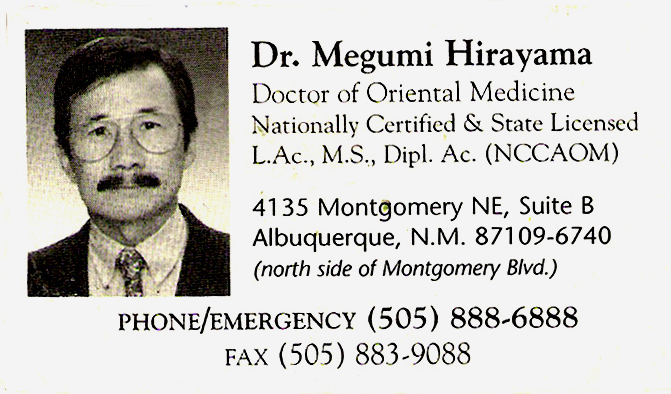 Dr. Megumi Hirayama
Doctor of Oriental Medicine
Nationally Certified & State Licensed
L.Ac., M.S., Dipl. Ac. (NCCAOM)
4135 Montgomery NE, Suite B
Albuquerque, N.M. 87109-6740
(north side of Montgomery Blvd.)
PHONE/EMERGENCY (505) 888-6888
FAX (505) 883-9088